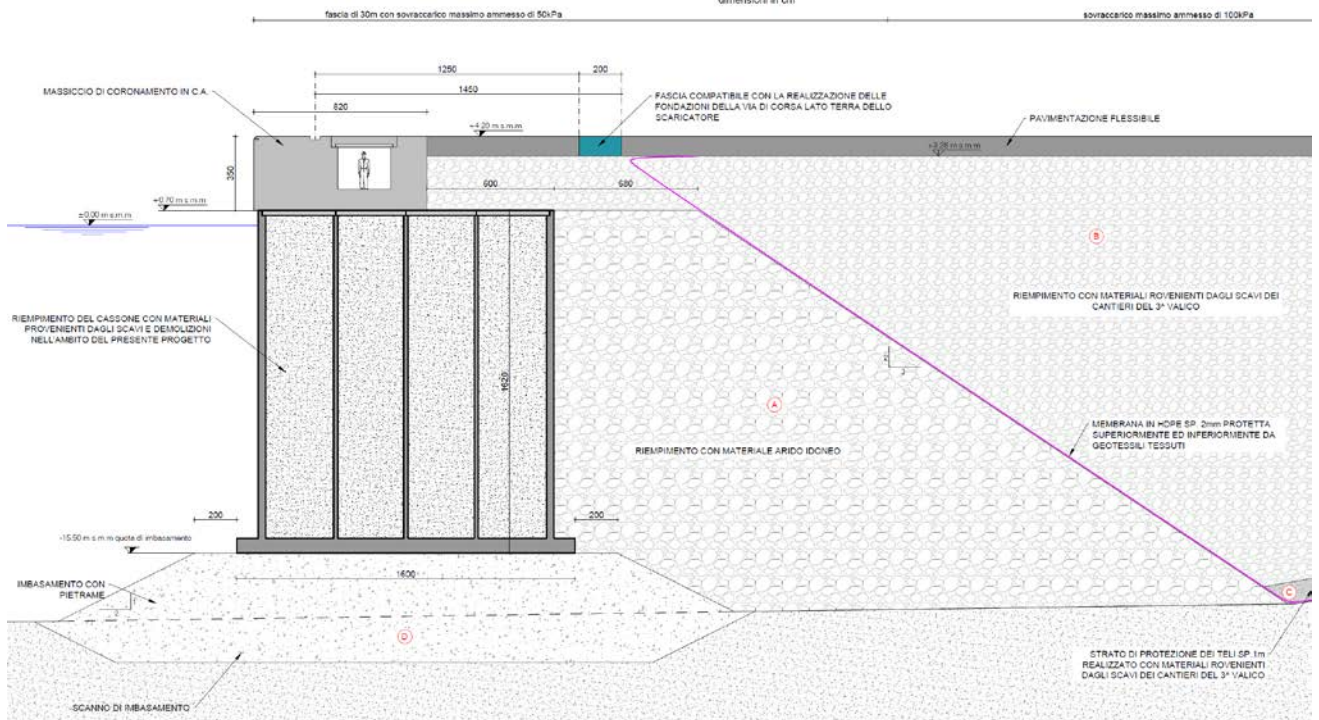 dimensioni in cm
fascia di 30m con sovraccarico massimo ammesso di 50kPa
sovraccarico massimo ammesso di 100kPa
1250
200
MASSICCIO DI CORONAMENTO IN C.A.
1450
FASCIA COMPATIBILE CON LA REALIZZAZIONE DELLE
FONDAZIONI DELLA VIA DI CORSA LATO TERRA DELLO
SCARICATORE
820
PAVIMENTAZIONE FLESSIBILE
+4.20 m s.m.m
350
600
680
+0.70 m s.m.m
±0.00 m s.m.m
B
RIEMPIMENTO CON MATERIALI ROVENIENTI DAGLI SCAVI DEI
CANTIERI DEL 3° VALICO
RIEMPIMENTO DEL CASSONE CON MATERIALI
PROVENIENTI DAGLI SCAVI E DEMOLIZIONI
NELL'AMBITO DEL PRESENTE PROGETTO
1620
2
3
A
MEMBRANA IN HDPE SP. 2mm PROTETTA
SUPERIORMENTE ED INFERIORMENTE DA
GEOTESSILI TESSUTI
RIEMPIMENTO CON MATERIALE ARIDO IDONEO
200
200
-15.50 m s.m.m quota di imbasamento
1600
IMBASAMENTO CON
PIETRAME
C
D
STRATO DI PROTEZIONE DEI TELI SP.1m
REALIZZATO CON MATERIALI ROVENIENTI
DAGLI SCAVI DEI CANTIERI DEL 3° VALICO
SCANNO DI IMBASAMENTO